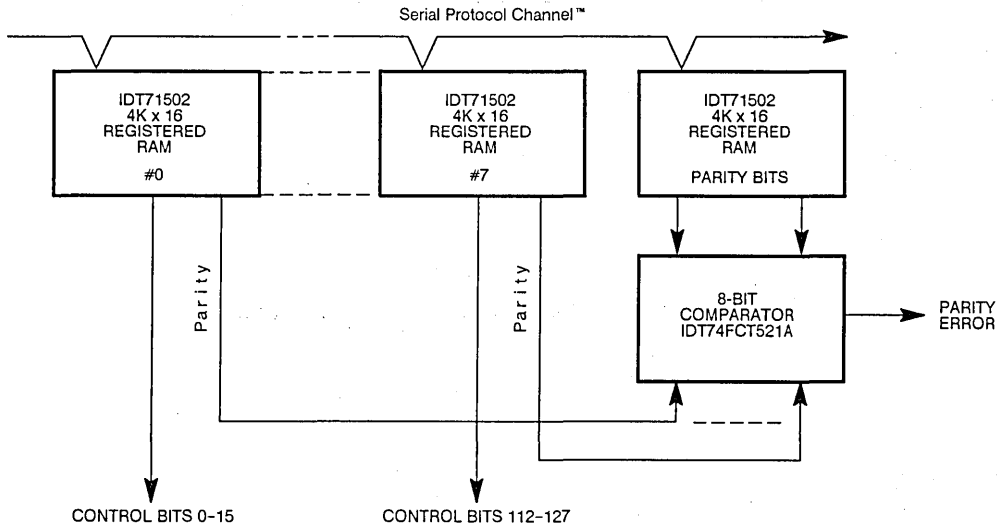 Serial Protocol Channel™
IDT71502
4K x 16
REGISTERED
RAM
#0
IDT71502
4K x 16
REGISTERED
RAM
#7
IDT71502
4K x 16
REGISTERED
RAM
PARITY BITS
Parity
Parity
8-BIT
COMPARATOR
IDT74FCT521A
PARITY
ERROR
CONTROL BITS 0-15
CONTROL BITS 112-127